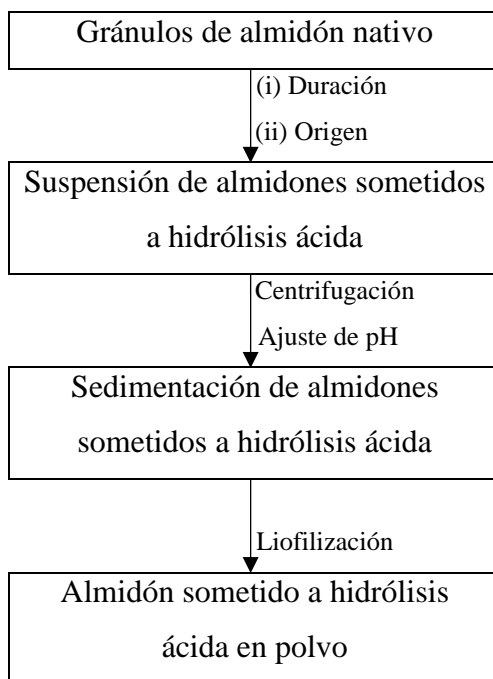 Gránulos de almidón nativo
(i) Duración
(ii) Origen
Suspensión de almidones sometidos
a hidrólisis ácida
Centrifugación
Ajuste de pH
Sedimentación de almidones
sometidos a hidrólisis ácida
Liofilización
Almidón sometido a hidrólisis
ácida en polvo